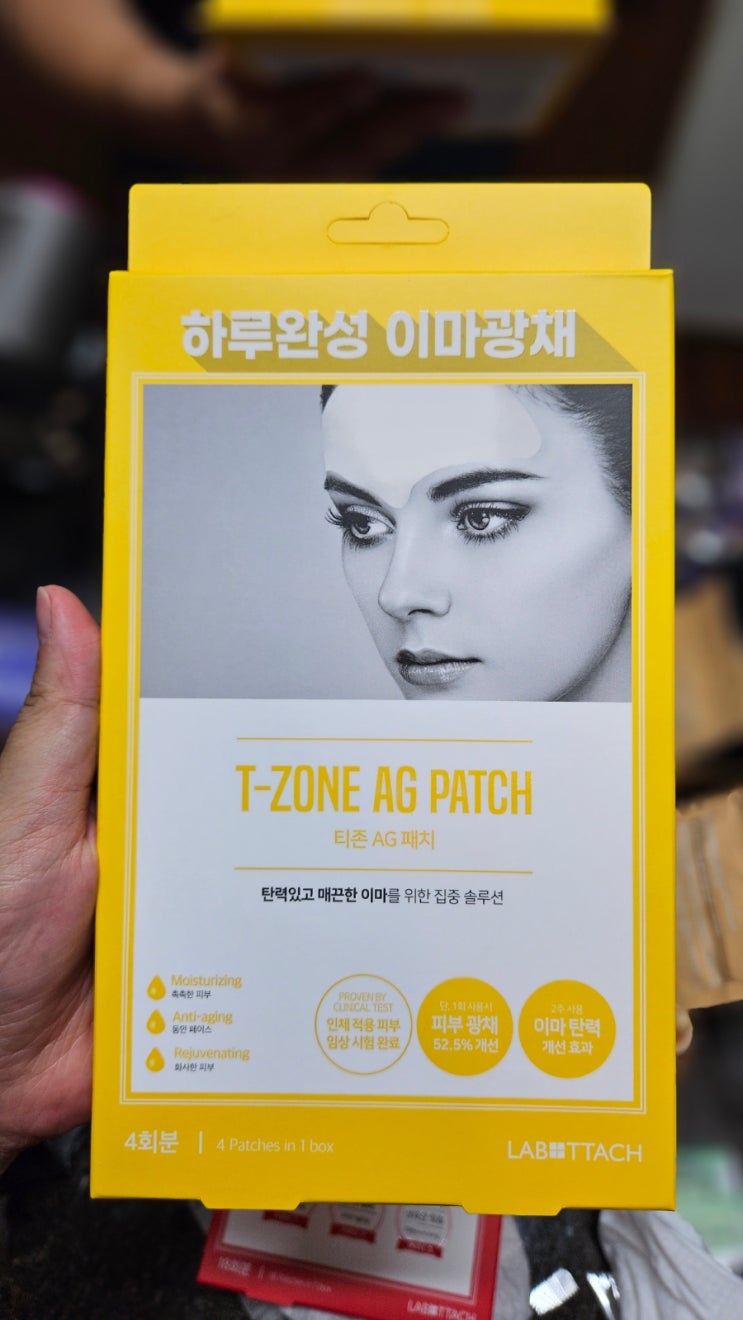 하루완성 이마광채
T-ZONE AG PATCH
티존 AG 패치
탄력있고 매끈한 이마를 위한 집중 솔루션
Moisturizing
촉촉한 피부
Anti-aging
동안 페이스
Rejuvenating
화사한 피부
PROVEN BY
CLINICAL TEST
인체 적용 피부
임상 시험 완료
단, 1회 사용시
피부 광채
52.5% 개선
2주 사용
이마 탄력
개선 효과
4회분 | 4 Patches in 1 box
LABOTTACH